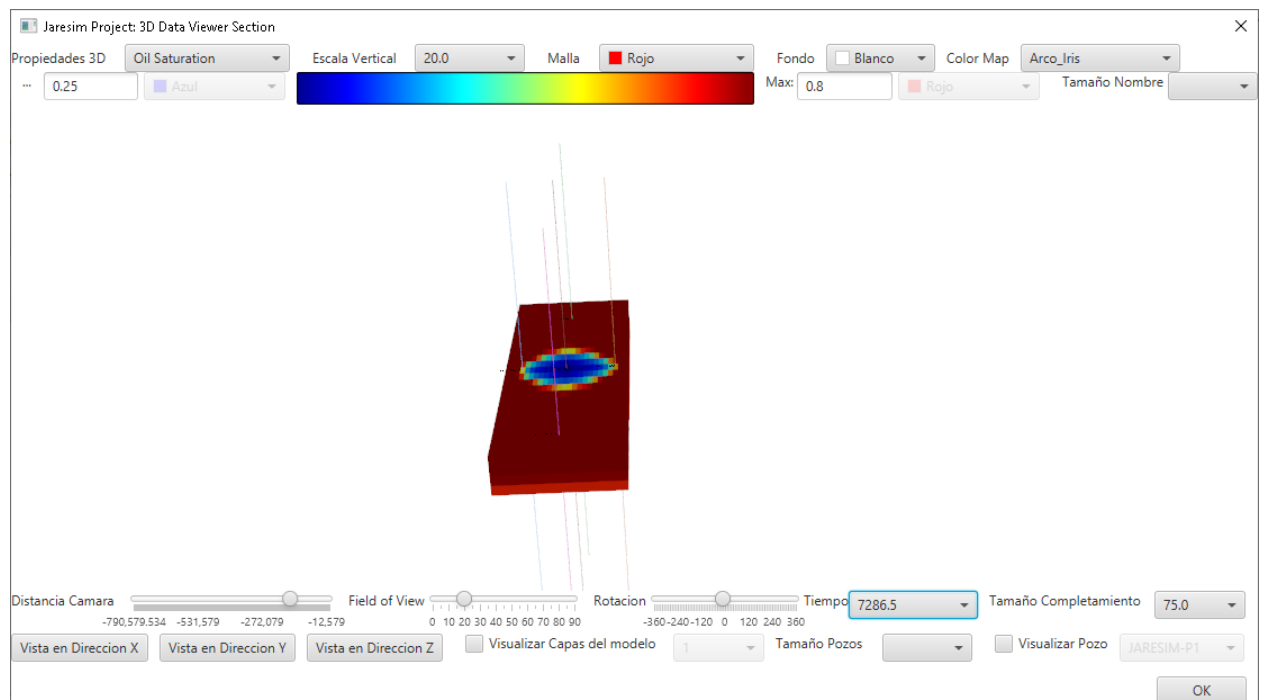 Jaresim Project: 3D Data Viewer Section
Propiedades 3D Oil Saturation Escala Vertical 20.0 Malla Rojo Fondo Blanco Color Map Arco_Iris
... 0.25 Azul Max: 0.8 Rojo Tamaño Nombre
Distancia Camara Field of View Rotacion Tiempo 7286.5 Tamaño Completamiento 75.0
-790,579.534 -531,579 -272,079 -12,579 0 10 20 30 40 50 60 70 80 90 -360-240-120 0 120 240 360
Vista en Direccion X Vista en Direccion Y Vista en Direccion Z Visualizar Capas del modelo 1 Tamaño Pozos Visualizar Pozo JARESIM-P1
OK